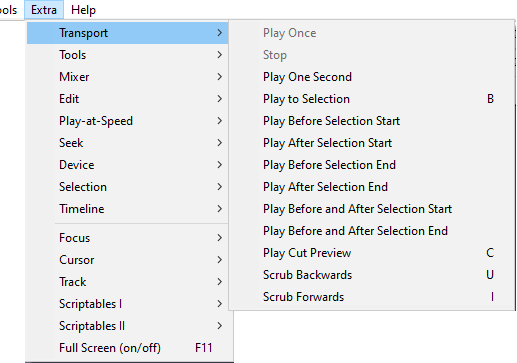 ools Extra Help
Transport
Tools
Mixer
Edit
Play-at-Speed
Seek
Device
Selection
Timeline
Focus
Cursor
Track
Scriptables I
Scriptables II
Full Screen (on/off) F11
Play Once
Stop
Play One Second
Play to Selection B
Play Before Selection Start
Play After Selection Start
Play Before Selection End
Play After Selection End
Play Before and After Selection Start
Play Before and After Selection End
Play Cut Preview C
Scrub Backwards U
Scrub Forwards I